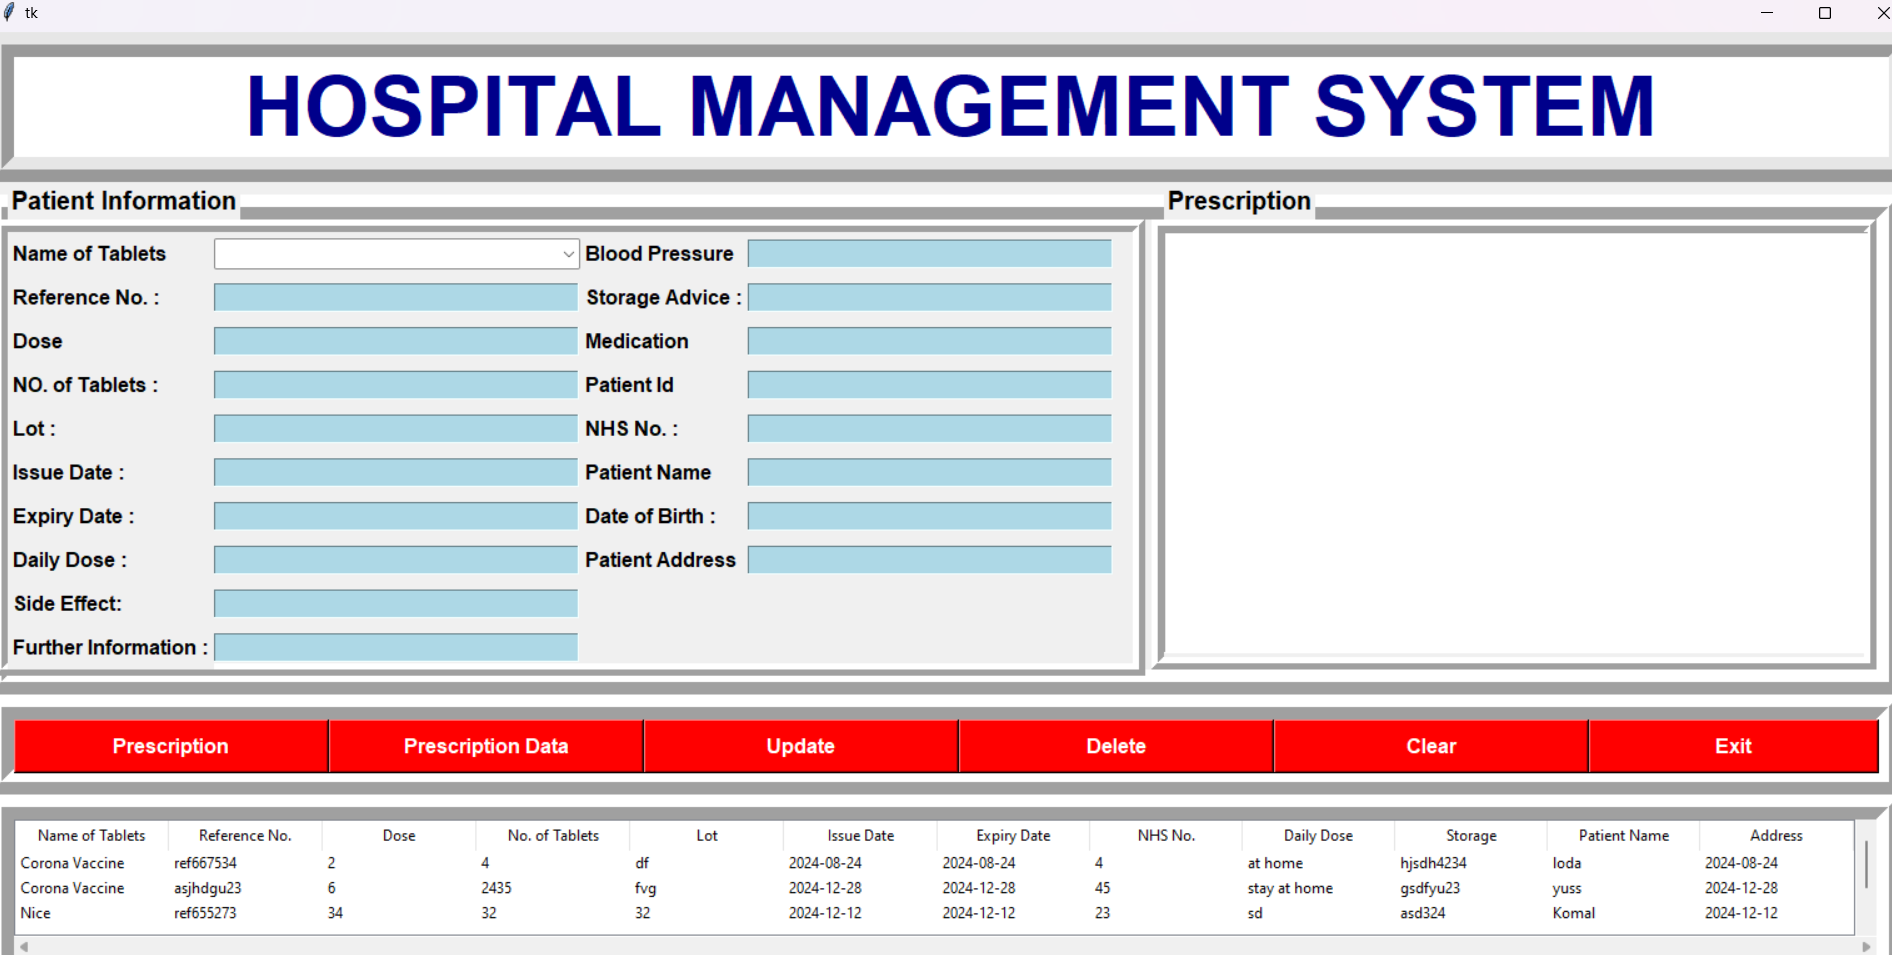 tk
HOSPITAL MANAGEMENT SYSTEM
Patient Information
Name of Tablets
Reference No. :
Dose
NO. of Tablets :
Lot :
Issue Date :
Expiry Date :
Daily Dose :
Side Effect:
Further Information :
Blood Pressure
Storage Advice :
Medication
Patient Id
NHS No. :
Patient Name
Date of Birth :
Patient Address
Prescription
Prescription Prescription Data Update Delete Clear Exit
Name of Tablets Reference No. Dose No. of Tablets Lot Issue Date Expiry Date NHS No. Daily Dose Storage Patient Name Address
Corona Vaccine ref667534 2 4 df 2024-08-24 2024-08-24 4 at home hjsdh4234 loda 2024-08-24
Corona Vaccine asjhdgu23 6 2435 fvg 2024-12-28 2024-12-28 45 stay at home gsdfyu23 yuss 2024-12-28
Nice ref655273 34 32 32 2024-12-12 2024-12-12 23 sd asd324 Komal 2024-12-12